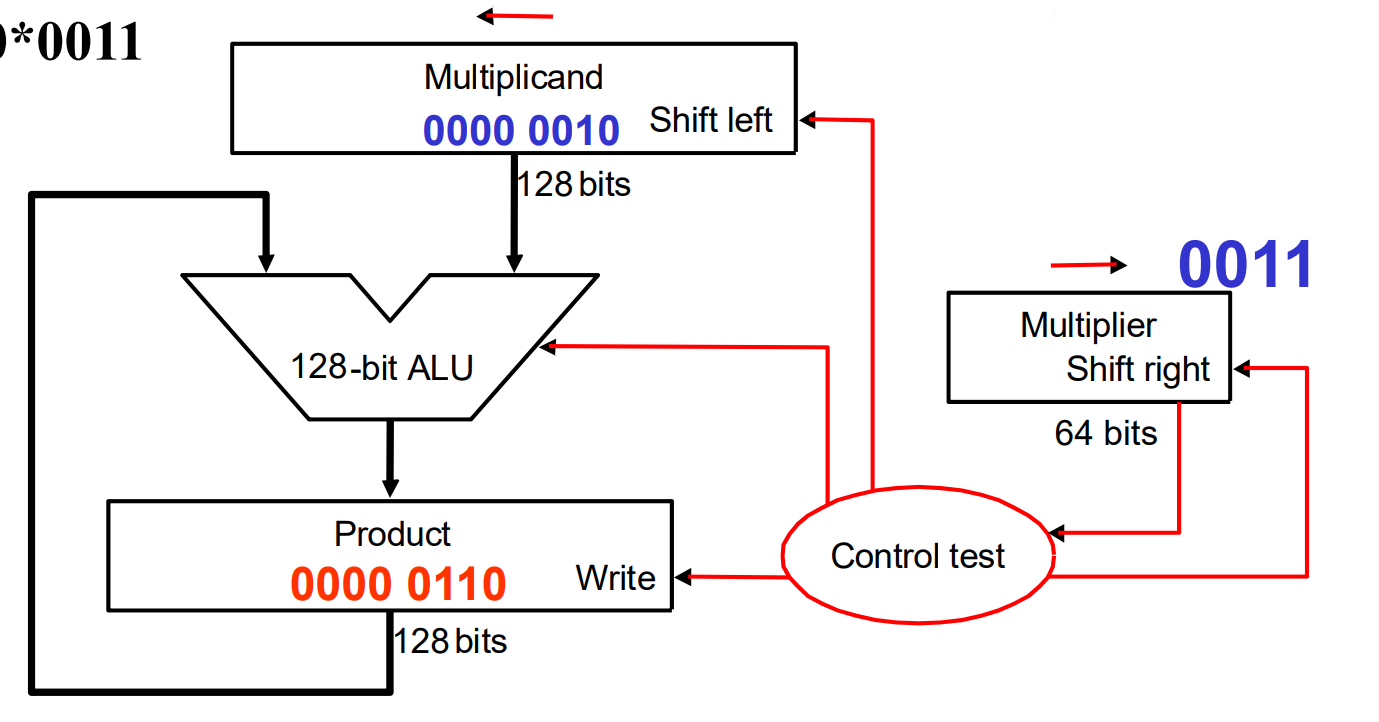 0*0011
Multiplicand
0000 0010 Shift left
128 bits
0011
Multiplier
Shift right
64 bits
128-bit ALU
Control test
Product
0000 0110 Write
128 bits